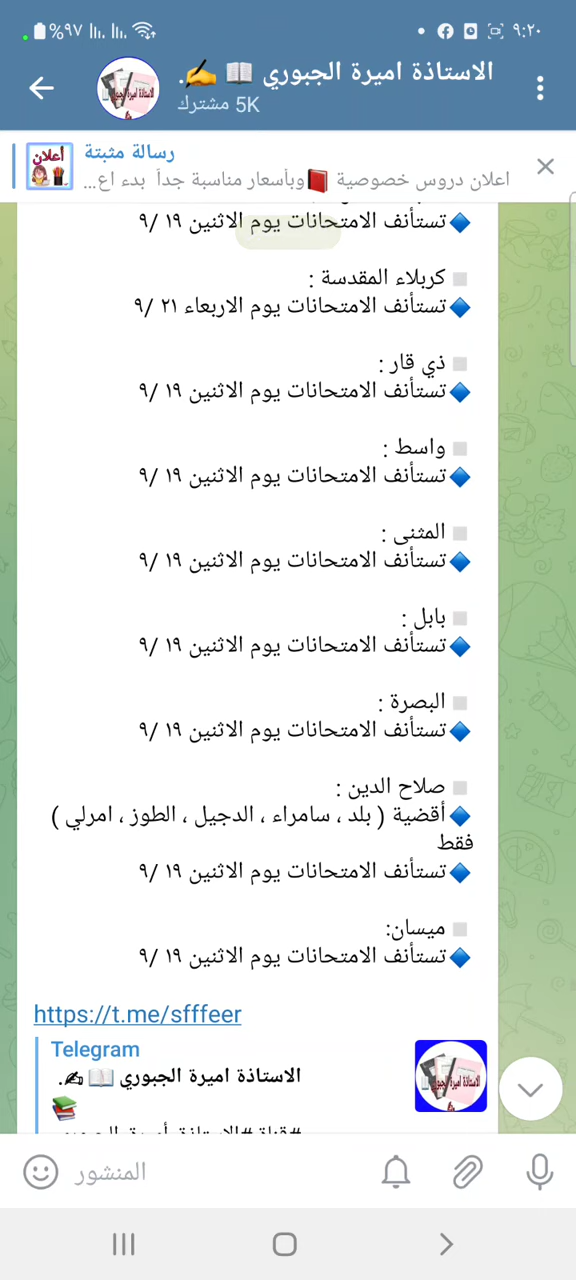 %٩٧
٩:٢٠
الاستاذة اميرة الجبوري 📖 ✍️.
5K مشترك
رسالة مثبتة
اعلان دروس خصوصية 📕وبأسعار مناسبة جداً بدء اع...
أعلان
🔷تستأنف الامتحانات يوم الاثنين ١٩ /٩
◽ كربلاء المقدسة :
🔷تستأنف الامتحانات يوم الاربعاء ٢١ /٩
◽ ذي قار :
🔷تستأنف الامتحانات يوم الاثنين ١٩ /٩
◽ واسط :
🔷تستأنف الامتحانات يوم الاثنين ١٩ /٩
◽ المثنى :
🔷تستأنف الامتحانات يوم الاثنين ١٩ /٩
◽ بابل :
🔷تستأنف الامتحانات يوم الاثنين ١٩ /٩
◽ البصرة :
🔷تستأنف الامتحانات يوم الاثنين ١٩ /٩
◽ صلاح الدين :
🔷أقضية ( بلد ، سامراء ، الدجيل ، الطوز ، امرلي )
فقط
🔷تستأنف الامتحانات يوم الاثنين ١٩ /٩
◽ ميسان:
🔷تستأنف الامتحانات يوم الاثنين ١٩ /٩
https://t.me/sfffeer
Telegram
الاستاذة اميرة الجبوري 📖 ✍.
📚
المنشور